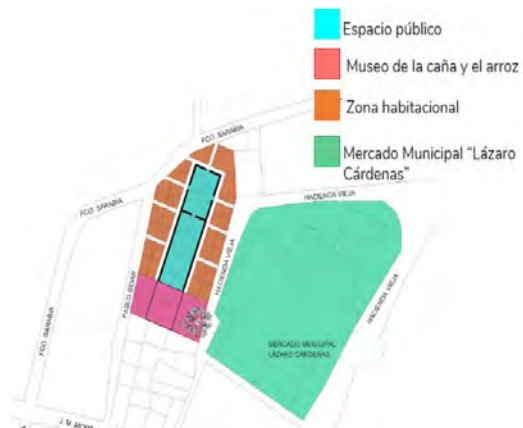 Espacio público
Museo de la caña y el arroz
Zona habitacional
Mercado Municipal "Lázaro
Cárdenas"
FCO. SARABIA
HACIENDA VIEJA
FCO. SARABIA
HACIENDA VIEJA
HACIENDA VIEJA
FCO. SARABIA
MERCADO MUNICIPAL
LÁZARO CÁRDENAS